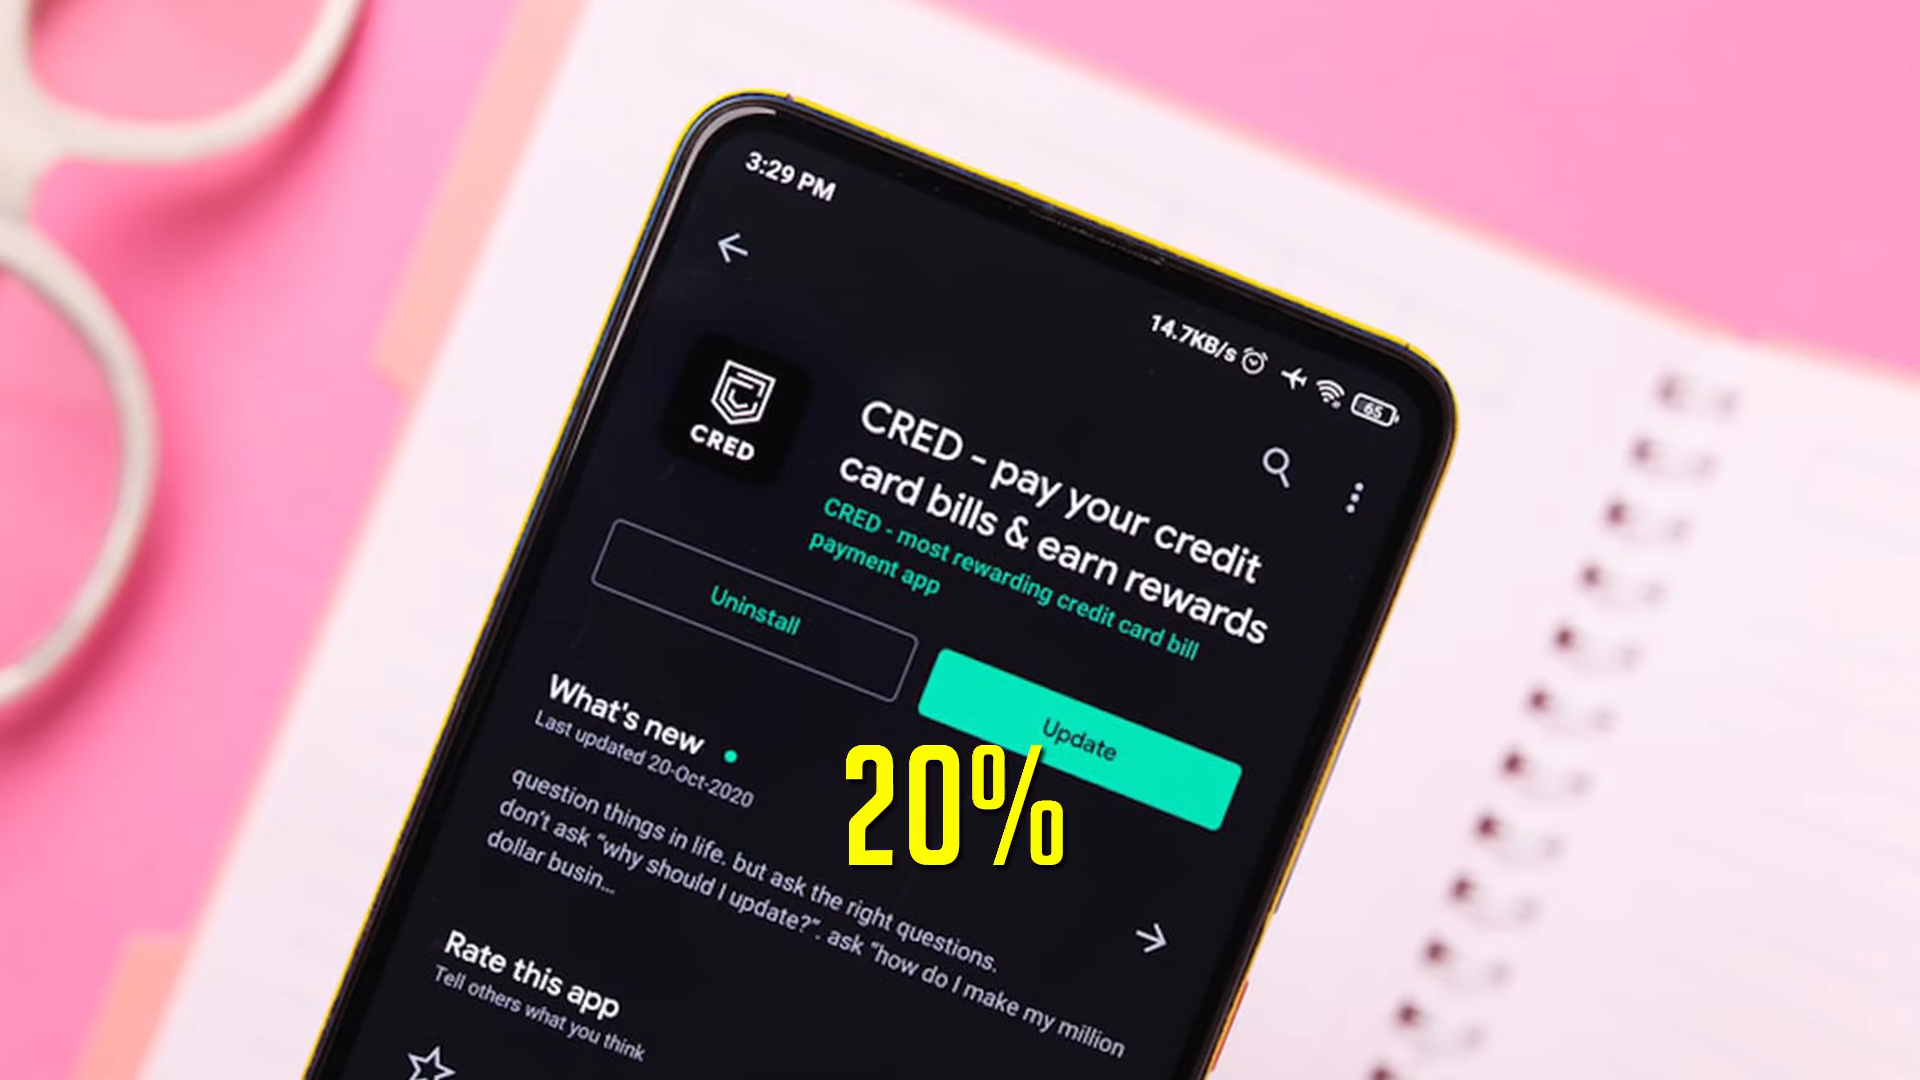 3:29 PM
14.7KB/s
65
CRED
CRED - pay your credit
card bills & earn rewards
CRED - most rewarding credit card bill
payment app
Uninstall
Update
What's new
Last updated 20-Oct-2020
20%
question things in life. but ask the right questions.
don't ask "why should I update?". ask "how do I make my million
dollar busin...
Rate this app
Tell others what you think